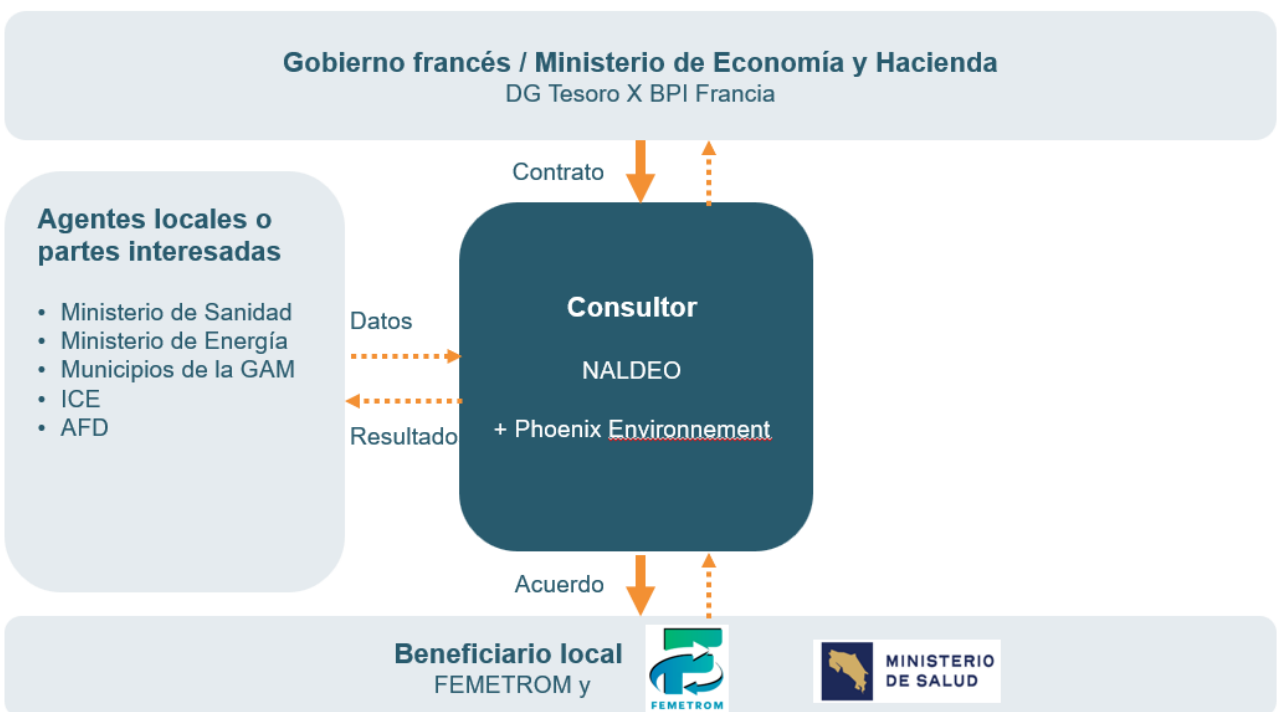 Gobierno francés / Ministerio de Economía y Hacienda
DG Tesoro X BPI Francia
Contrato
Agentes locales o
partes interesadas
• Ministerio de Sanidad
• Ministerio de Energía
• Municipios de la GAM
• ICE
• AFD
Datos
Resultado
Consultor
NALDEO
+ Phoenix Environnement
Acuerdo
Beneficiario local
FEMETROM y
FEMETROM
MINISTERIO
DE SALUD